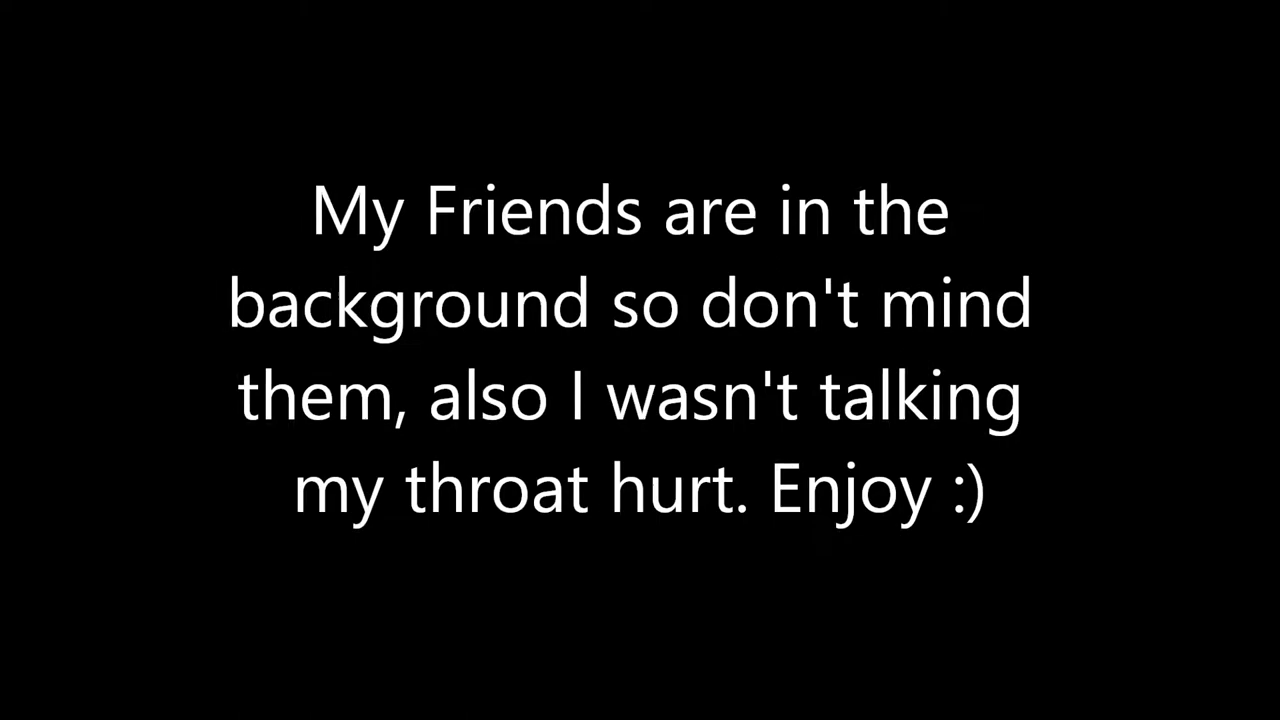 My Friends are in the
background so don't mind
them, also I wasn't talking
my throat hurt. Enjoy :)